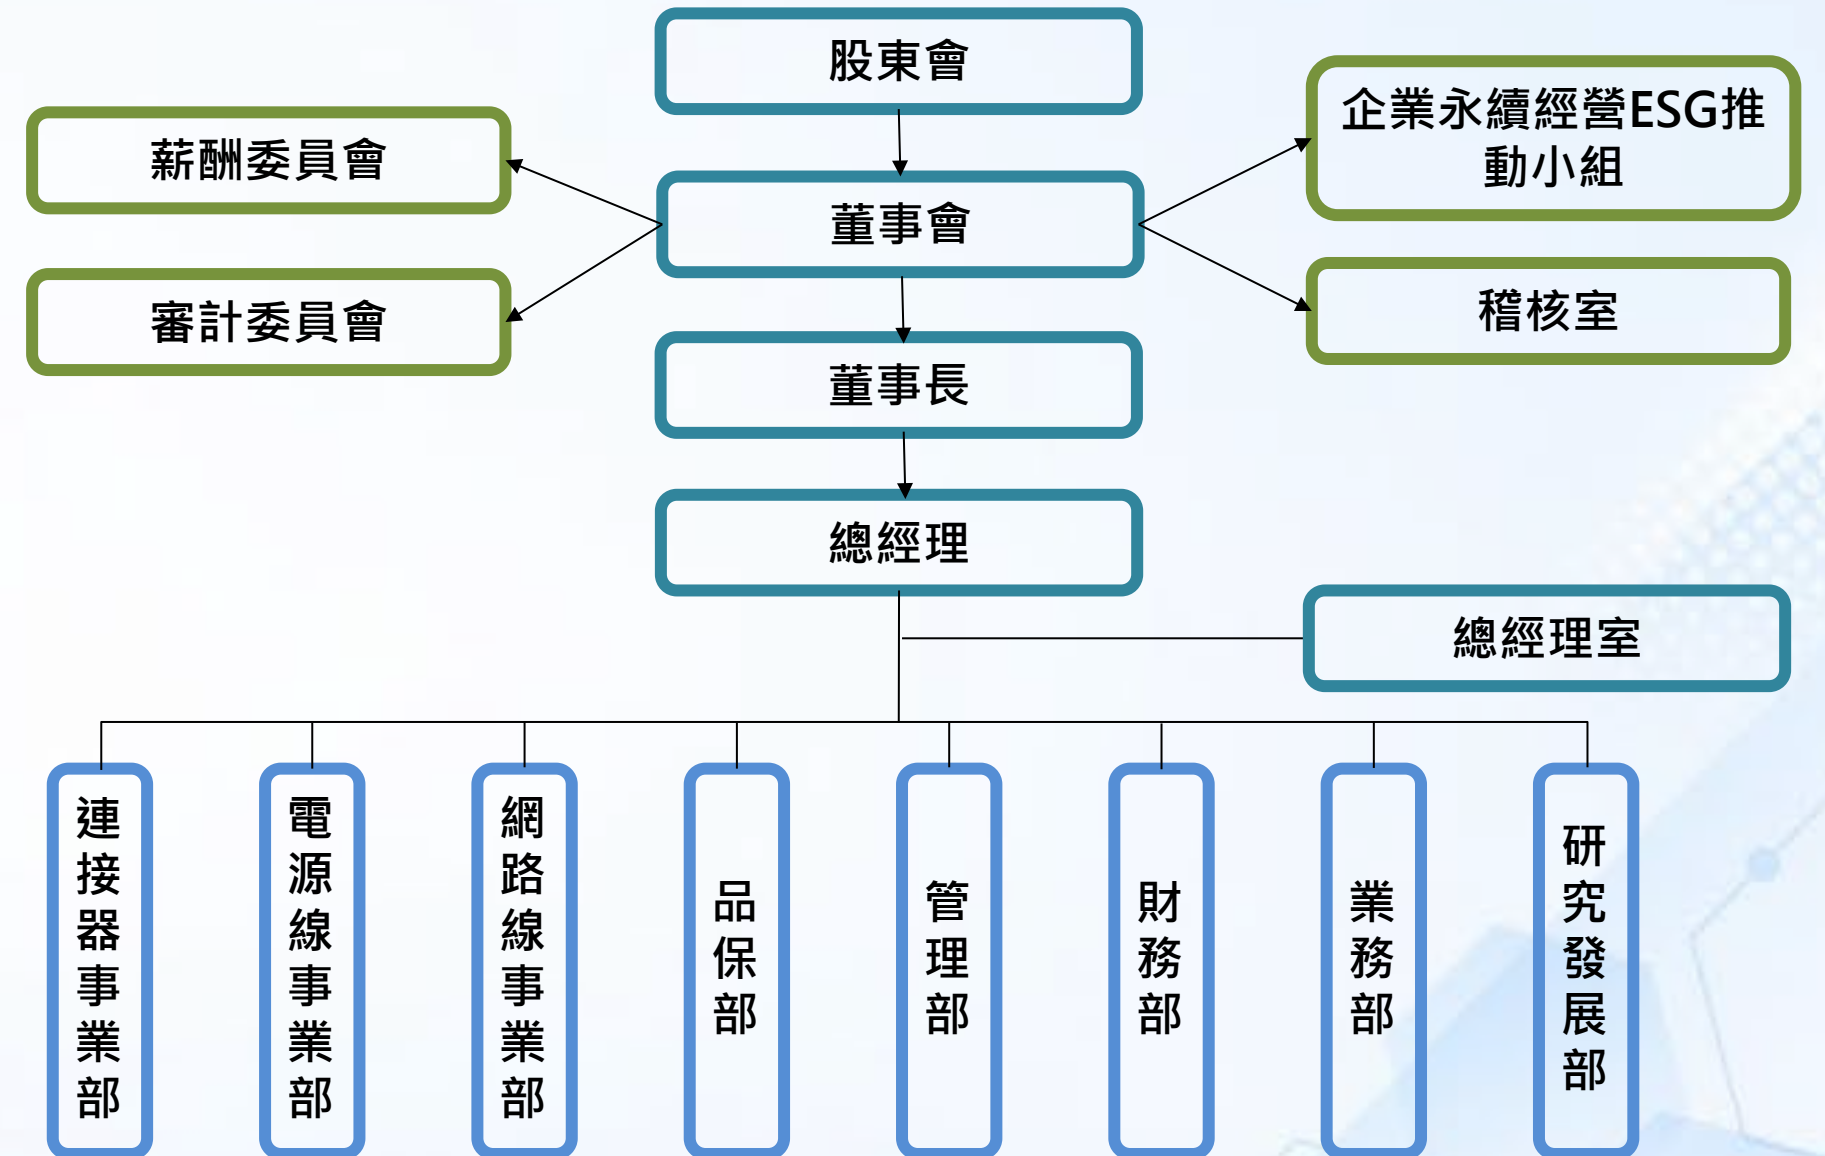 股東會
企業永續經營ESG推
動小組
薪酬委員會
董事會
審計委員會
稽核室
董事長
總經理
總經理室
連接器事業部
電源線事業部
網路線事業部
品保部
管理部
財務部
業務部
研究發展部